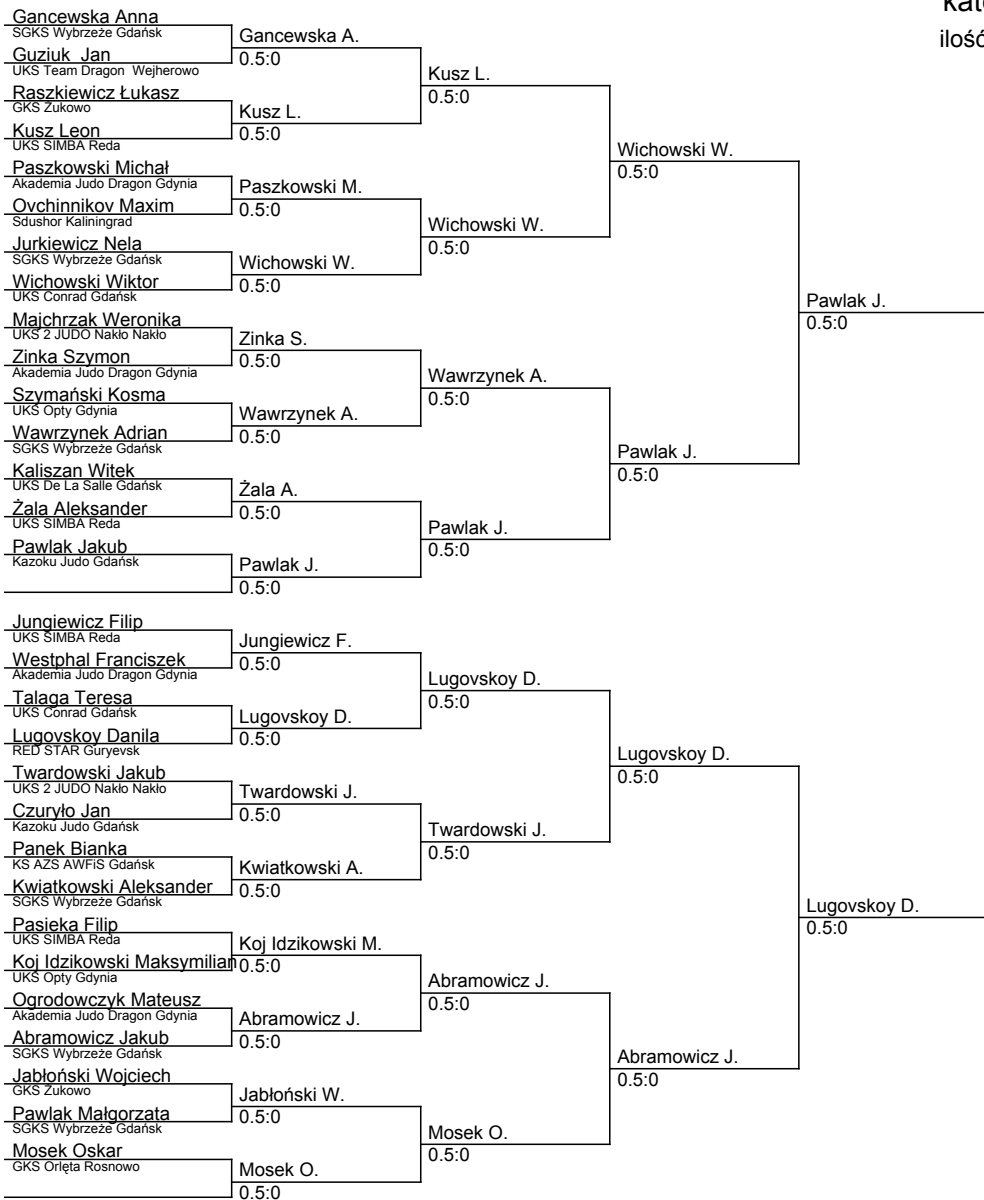 kat
ilość
Gancewska Anna
SGKS Wybrzeże Gdańsk
Guziuk Jan
UKS Team Dragon Wejherowo
Raszkiewicz Łukasz
GKS Żukowo
Kusz Leon
UKS SIMBA Reda
Paszkowski Michał
Akademia Judo Dragon Gdynia
Ovchinnikov Maxim
Sdushor Kaliningrad
Jurkiewicz Nela
SGKS Wybrzeże Gdańsk
Wichowski Wiktor
UKS Conrad Gdańsk
Majchrzak Weronika
UKS 2 JUDO Nakło Nakło
Zinka Szymon
Akademia Judo Dragon Gdynia
Szymański Kosma
UKS Opty Gdynia
Wawrzynek Adrian
SGKS Wybrzeże Gdańsk
Kaliszan Witek
UKS De La Salle Gdańsk
Żala Aleksander
UKS SIMBA Reda
Pawlak Jakub
Kazoku Judo Gdańsk
Jungiewicz Filip
UKS SIMBA Reda
Westphal Franciszek
Akademia Judo Dragon Gdynia
Talaga Teresa
UKS Conrad Gdańsk
Lugovskoy Danila
RED STAR Guryevsk
Twardowski Jakub
UKS 2 JUDO Nakło Nakło
Czuryło Jan
Kazoku Judo Gdańsk
Panek Bianka
KS AZS AWFiS Gdańsk
Kwiatkowski Aleksander
SGKS Wybrzeże Gdańsk
Pasieka Filip
UKS SIMBA Reda
Koj Idzikowski Maksymilian
UKS Opty Gdynia
Ogrodowczyk Mateusz
Akademia Judo Dragon Gdynia
Abramowicz Jakub
SGKS Wybrzeże Gdańsk
Jabłoński Wojciech
GKS Żukowo
Pawlak Małgorzata
SGKS Wybrzeże Gdańsk
Mosek Oskar
GKS Orlęta Rosnowo
Gancewska A.
0.5:0
Kusz L.
0.5:0
Paszkowski M.
0.5:0
Wichowski W.
0.5:0
Zinka S.
0.5:0
Wawrzynek A.
0.5:0
Żala A.
0.5:0
Pawlak J.
0.5:0
Jungiewicz F.
0.5:0
Lugovskoy D.
0.5:0
Twardowski J.
0.5:0
Kwiatkowski A.
0.5:0
Koj Idzikowski M.
0.5:0
Abramowicz J.
0.5:0
Jabłoński W.
0.5:0
Mosek O.
0.5:0
Kusz L.
0.5:0
Wichowski W.
0.5:0
Wawrzynek A.
0.5:0
Pawlak J.
0.5:0
Lugovskoy D.
0.5:0
Twardowski J.
0.5:0
Abramowicz J.
0.5:0
Mosek O.
0.5:0
Wichowski W.
0.5:0
Pawlak J.
0.5:0
Lugovskoy D.
0.5:0
Abramowicz J.
0.5:0
Pawlak J.
0.5:0
Lugovskoy D.
0.5:0